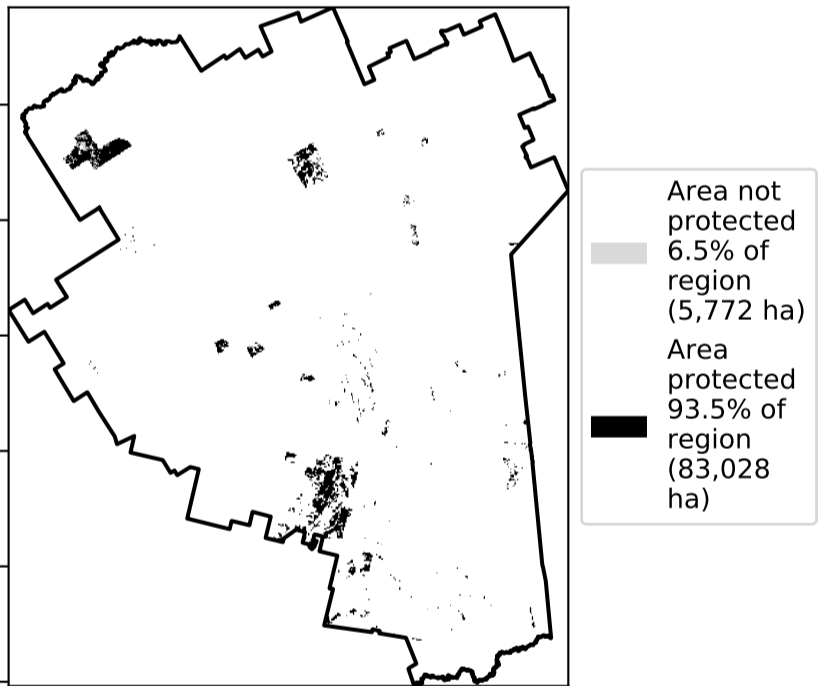 Area not
protected
6.5% of
region
(5,772 ha)
Area
protected
93.5% of
region
(83,028
ha)